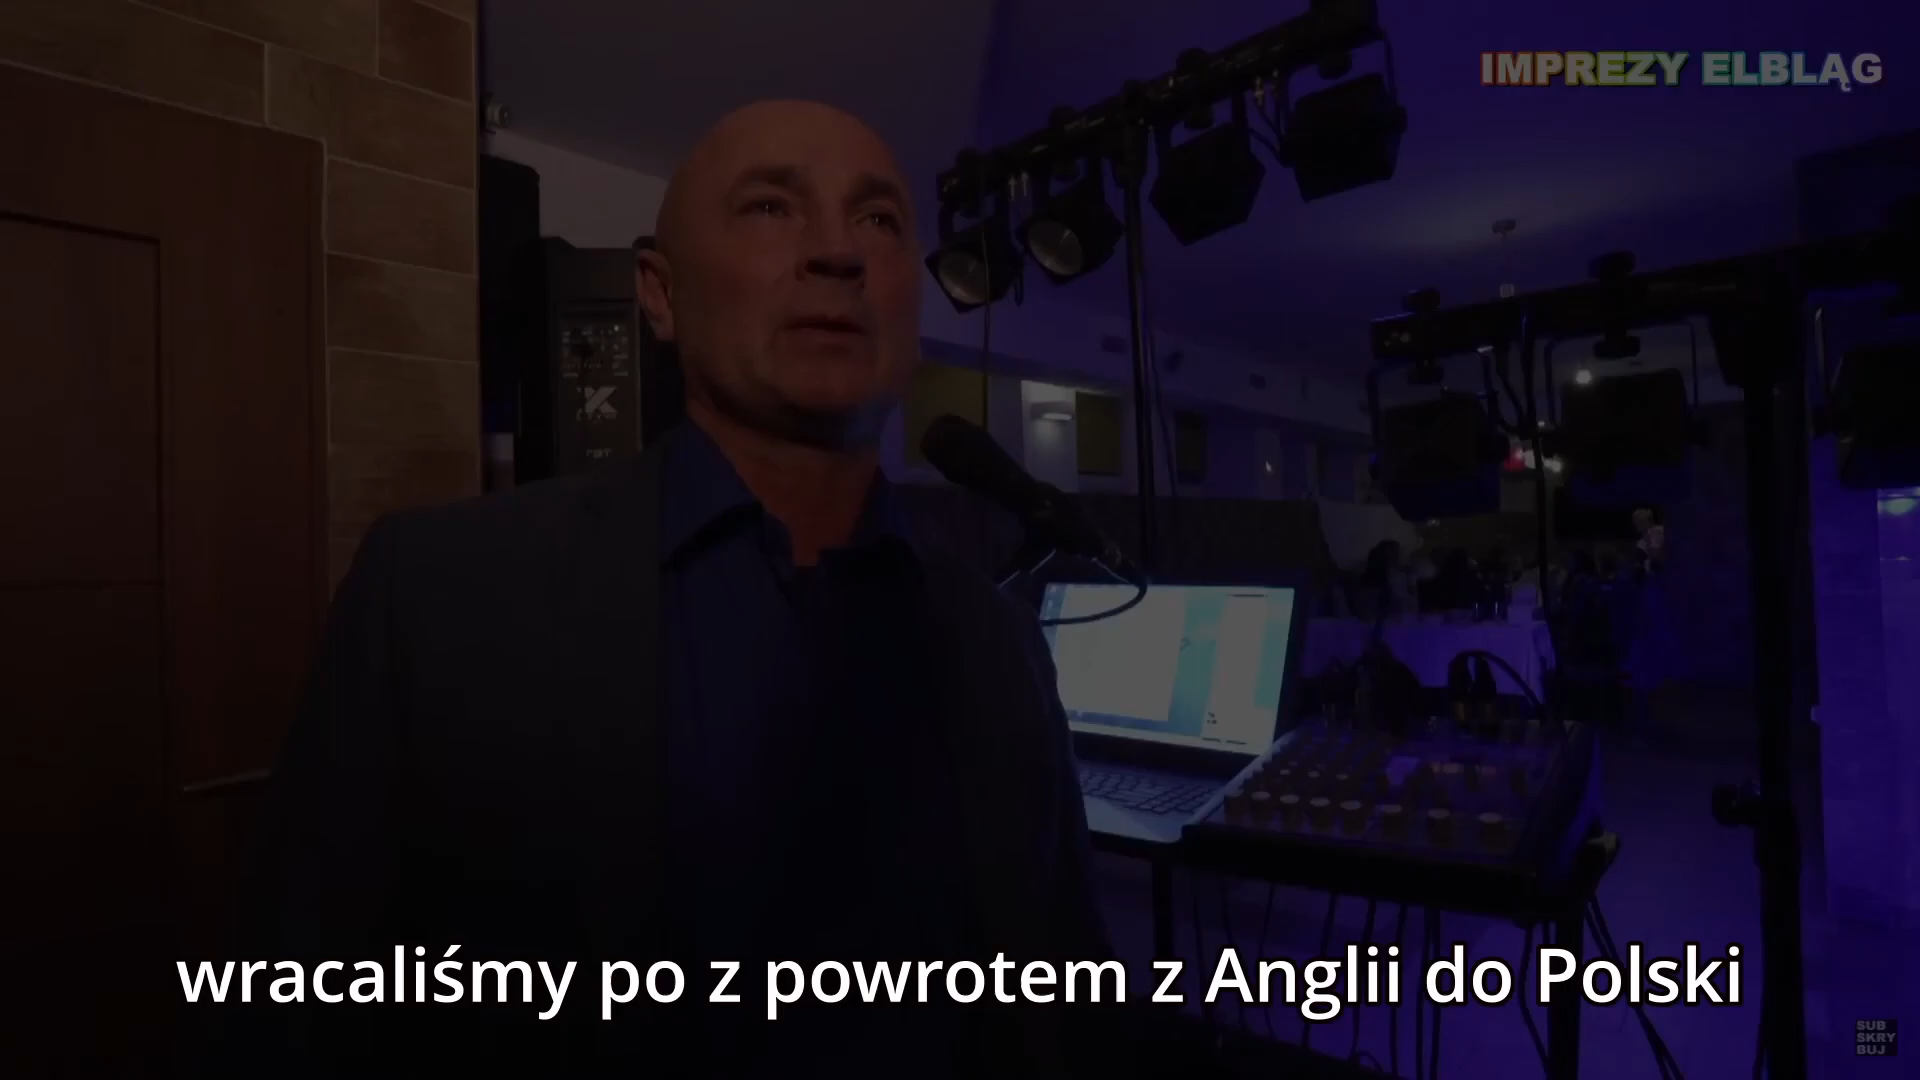 IMPREZY ELBLĄG
wracaliśmy po z powrotem z Anglii do Polski
SUB
SKRY
BUJ